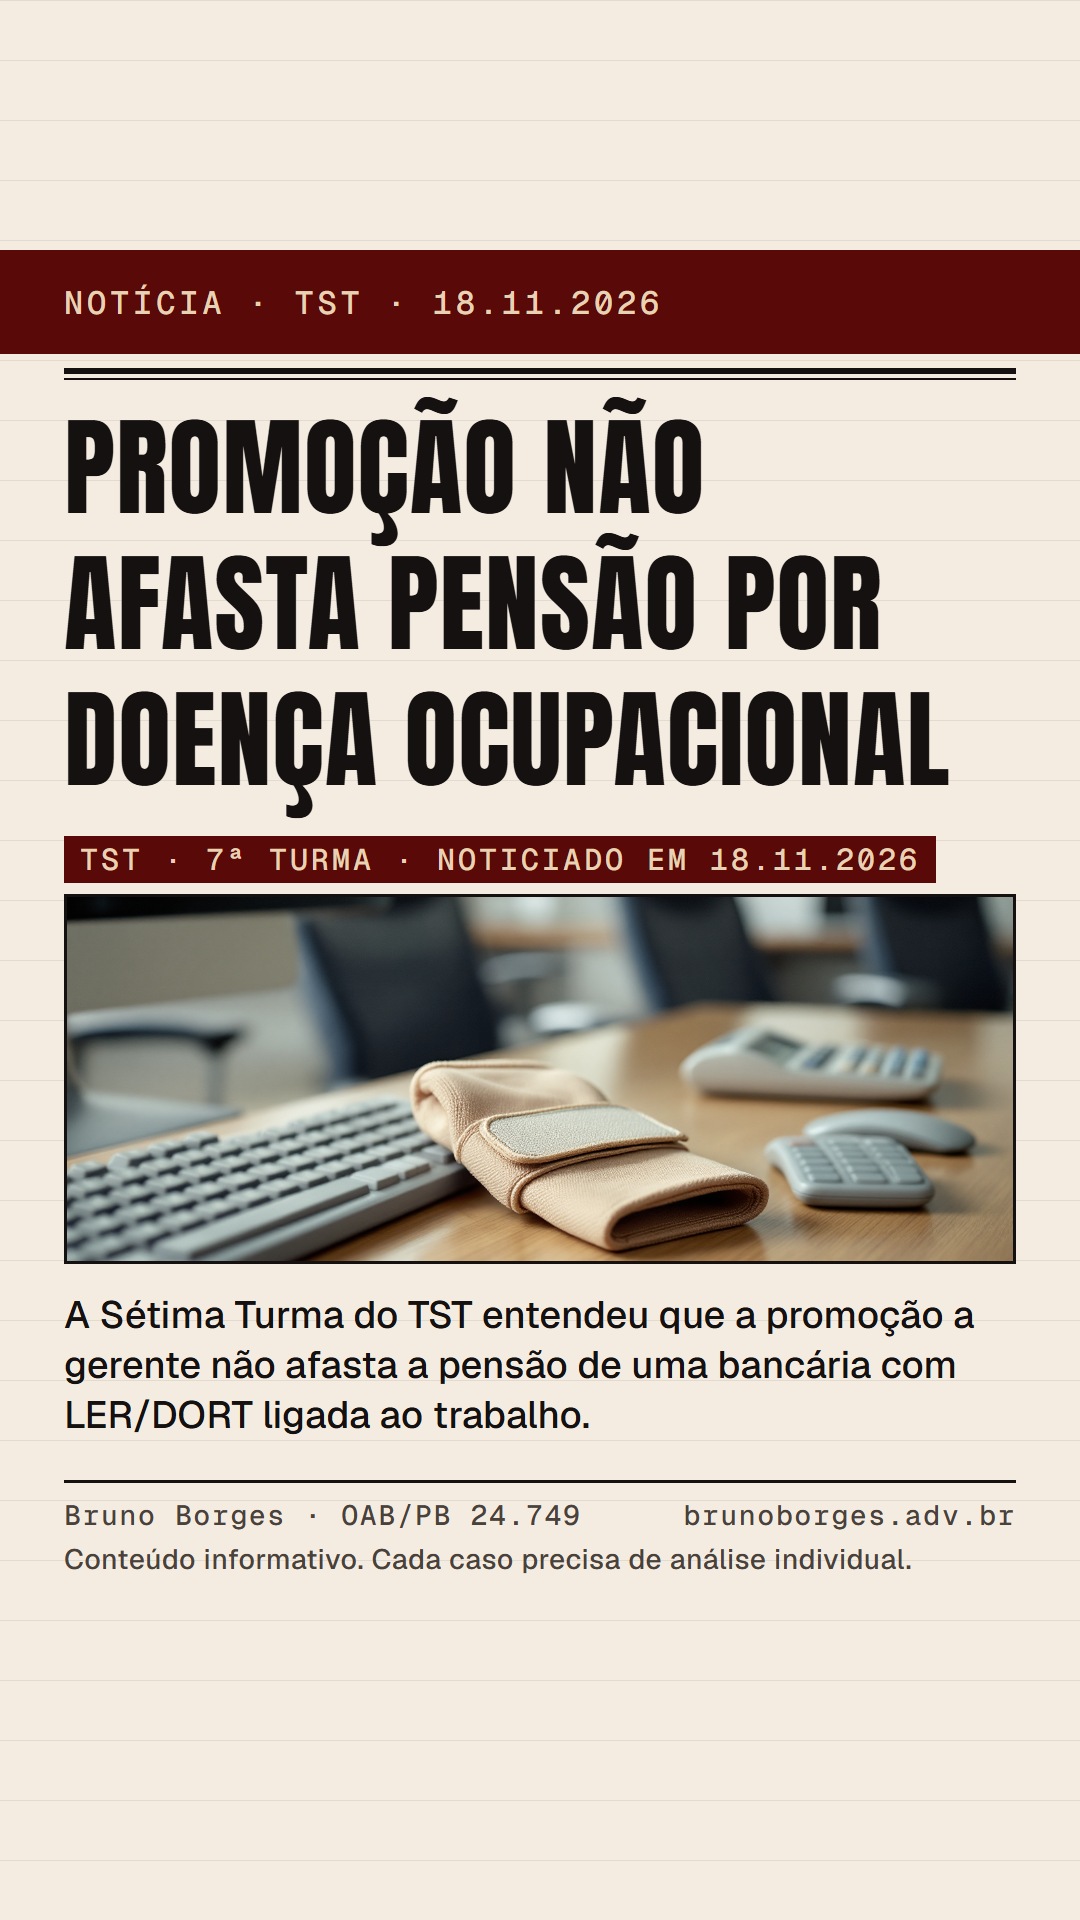 NOTÍCIA · TST · 18.11.2026
PROMOÇÃO NÃO
AFASTA PENSÃO POR
DOENÇA OCUPACIONAL
TST · 7ª TURMA · NOTICIADO EM 18.11.2026
A Sétima Turma do TST entendeu que a promoção a
gerente não afasta a pensão de uma bancária com
LER/DORT ligada ao trabalho.
Bruno Borges · OAB/PB 24.749 brunoborges.adv.br
Conteúdo informativo. Cada caso precisa de análise individual.